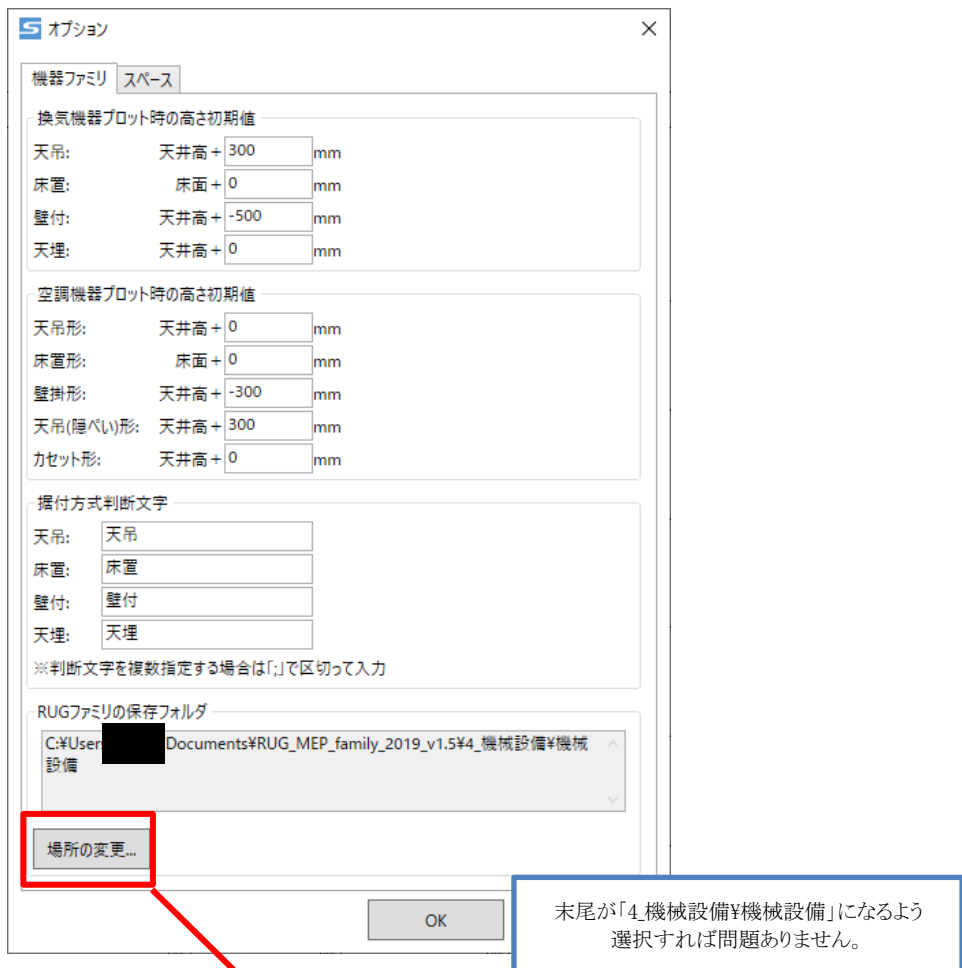 オプション
機器ファミリ スペース
換気機器プロット時の高さ初期値
天吊: 天井高+ 300 mm
床置: 床面+ 0 mm
壁付: 天井高+ -500 mm
天埋: 天井高+ 0 mm
空調機器プロット時の高さ初期値
天吊形: 天井高+ 0 mm
床置形: 床面+ 0 mm
壁掛形: 天井高+ -300 mm
天吊(隠ぺい)形: 天井高+ 300 mm
カセット形: 天井高+ 0 mm
据付方式判断文字
天吊: 天吊
床置: 床置
壁付: 壁付
天埋: 天埋
※判断文字を複数指定する場合は「;」で区切って入力
RUGファミリの保存フォルダ
C:¥User Documents¥RUG_MEP_family_2019_v1.5¥4_機械設備¥機械
設備
場所の変更...
OK
末尾が「4_機械設備¥機械設備」になるよう
選択すれば問題ありません。